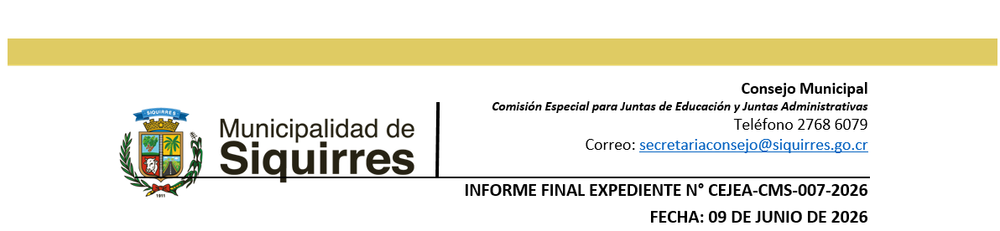 Consejo Municipal
Comisión Especial para Juntas de Educación y Juntas Administrativas
Teléfono 2768 6079
Correo: secretariaconsejo@siquirres.go.cr
SIQUIRRES
Municipalidad de
Siquirres
1911
INFORME FINAL EXPEDIENTE N° CEJEA-CMS-007-2026
FECHA: 09 DE JUNIO DE 2026